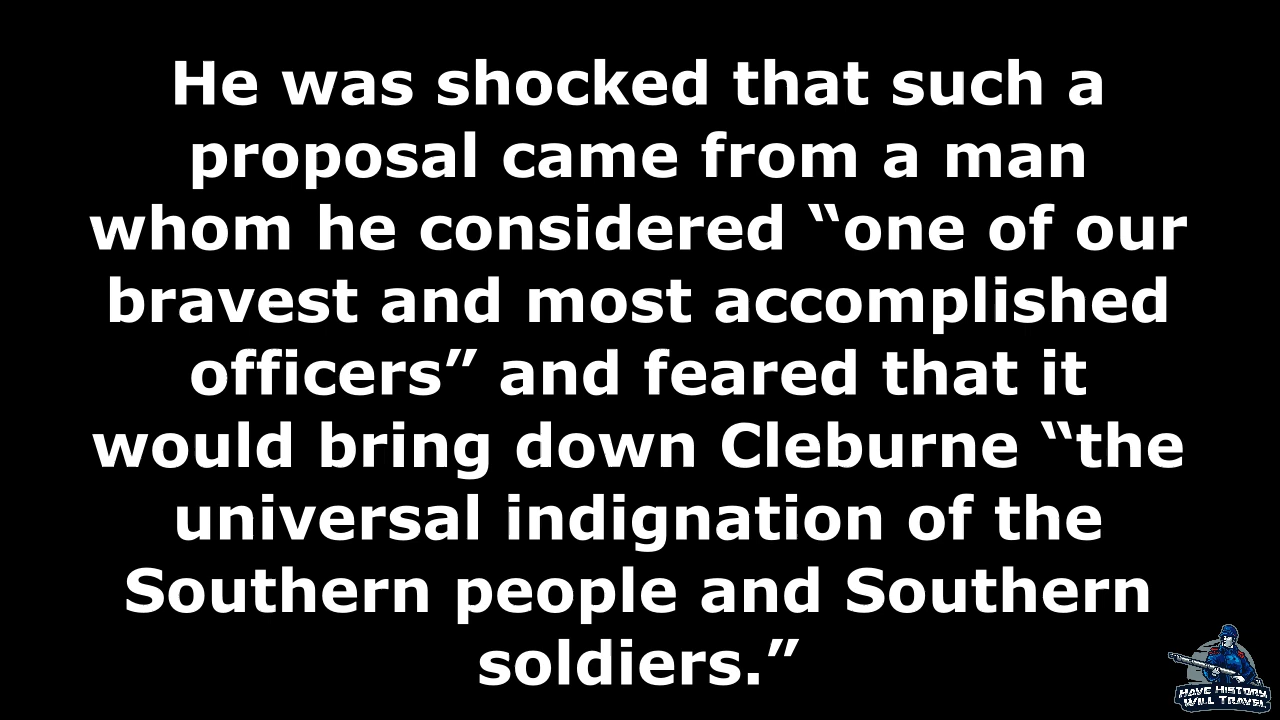 He was shocked that such a
proposal came from a man
whom he considered “one of our
bravest and most accomplished
officers” and feared that it
would bring down Cleburne “the
universal indignation of the
Southern people and Southern
soldiers.”
HAVE HISTORY
WILL TRAVEL